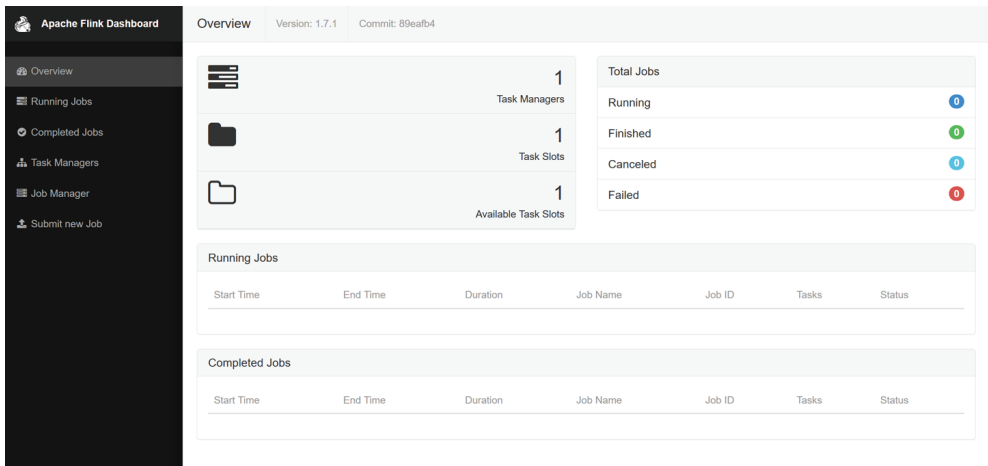 Apache Flink Dashboard
Overview
Running Jobs
Completed Jobs
Task Managers
Job Manager
Submit new Job
Overview Version: 1.7.1 Commit: 89eafb4
1
Task Managers
1
Task Slots
1
Available Task Slots
Total Jobs
Running 0
Finished 0
Canceled 0
Failed 0
Running Jobs
Start Time End Time Duration Job Name Job ID Tasks Status
Completed Jobs
Start Time End Time Duration Job Name Job ID Tasks Status